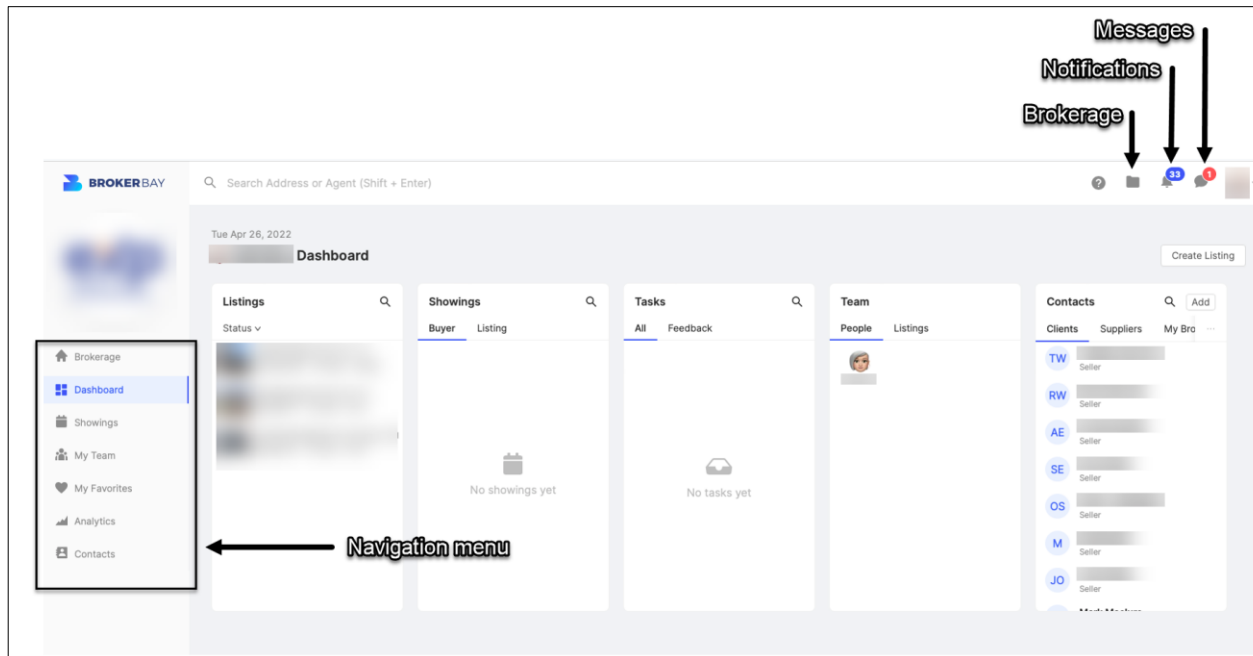 Messages
Notifications
Brokerage
BROKERBAY
Search Address or Agent (Shift + Enter)
33
1
Tue Apr 26, 2022
Dashboard
Create Listing
Brokerage
Dashboard
Showings
My Team
My Favorites
Analytics
Contacts
Navigation menu
Listings
Status
Showings
Buyer Listing
No showings yet
Tasks
All Feedback
No tasks yet
Team
People Listings
Contacts Add
Clients Suppliers My Bro ...
TW
Seller
RW
Seller
AE
Seller
SE
Seller
OS
Seller
M
Seller
JO
Seller